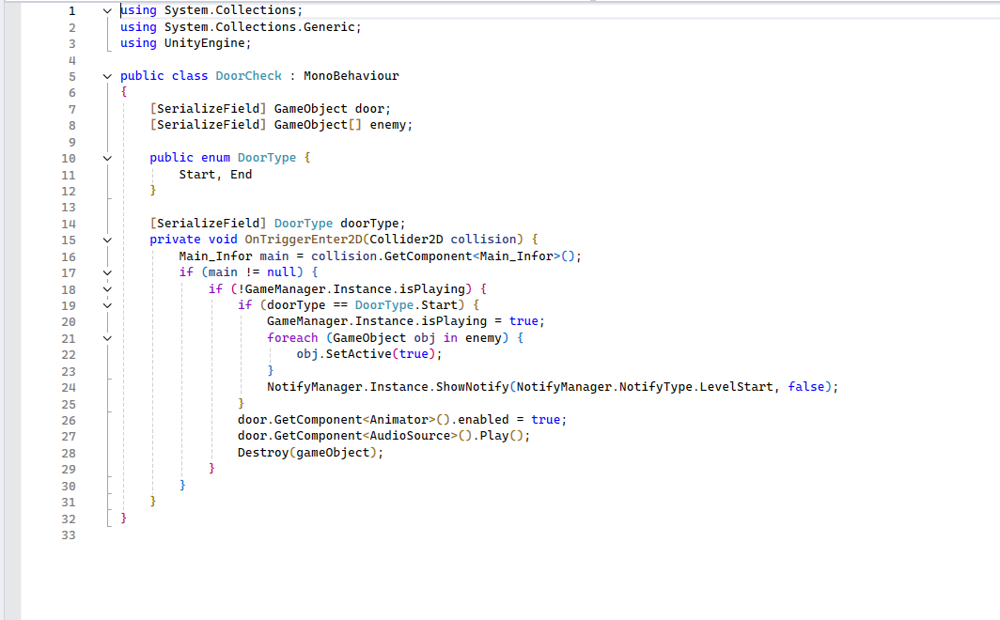 1 using System.Collections;
2 using System.Collections.Generic;
3 using UnityEngine;
4
5 public class DoorCheck : MonoBehaviour
6 {
7     [SerializeField] GameObject door;
8     [SerializeField] GameObject[] enemy;
9
10     public enum DoorType {
11         Start, End
12     }
13
14     [SerializeField] DoorType doorType;
15     private void OnTriggerEnter2D(Collider2D collision) {
16         Main_Infor main = collision.GetComponent<Main_Infor>();
17         if (main != null) {
18             if (!GameManager.Instance.isPlaying) {
19                 if (doorType == DoorType.Start) {
20                     GameManager.Instance.isPlaying = true;
21                     foreach (GameObject obj in enemy) {
22                         obj.SetActive(true);
23                     }
24                     NotifyManager.Instance.ShowNotify(NotifyManager.NotifyType.LevelStart, false);
25                 }
26                 door.GetComponent<Animator>().enabled = true;
27                 door.GetComponent<AudioSource>().Play();
28                 Destroy(gameObject);
29             }
30         }
31     }
32 }
33